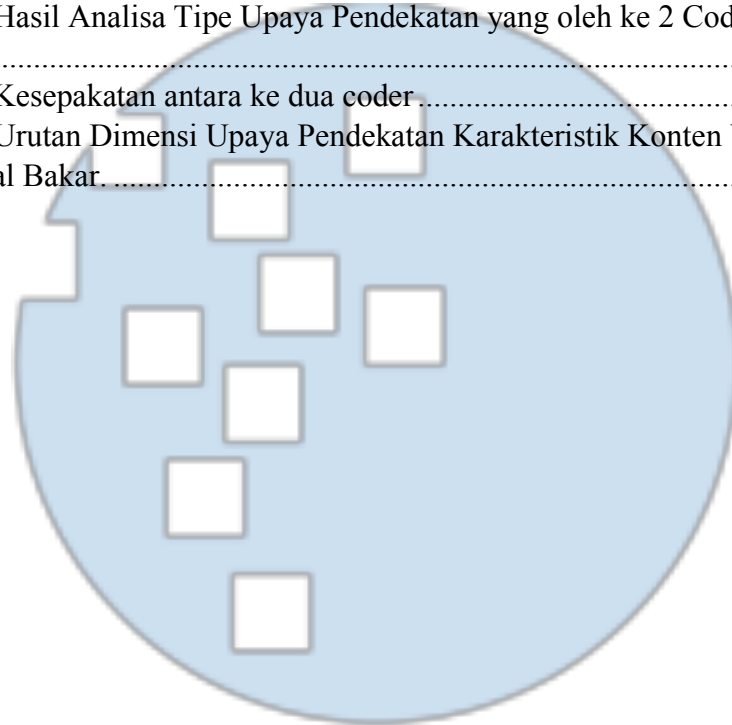 Hasil Analisa Tipe Upaya Pendekatan yang oleh ke 2 Cod
................................................................................................
Kesepakatan antara ke dua coder ..........................................
Urutan Dimensi Upaya Pendekatan Karakteristik Konten
al Bakar. ..................................................................................